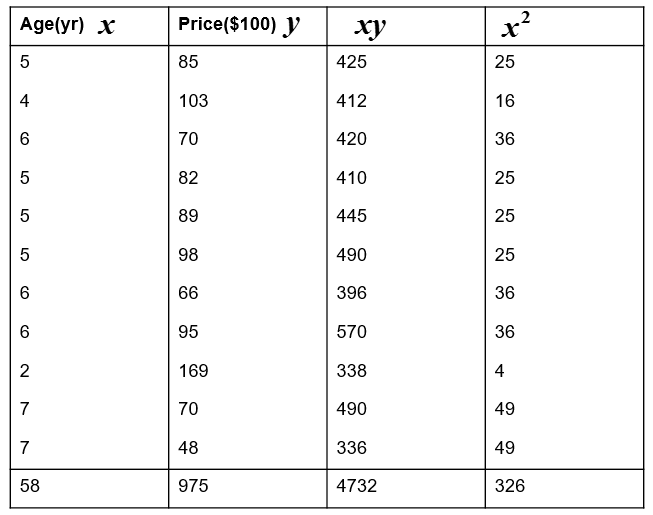 Age(yr) x Price($100) y xy x²
5 85 425 25
4 103 412 16
6 70 420 36
5 82 410 25
5 89 445 25
5 98 490 25
6 66 396 36
6 95 570 36
2 169 338 4
7 70 490 49
7 48 336 49
58 975 4732 326